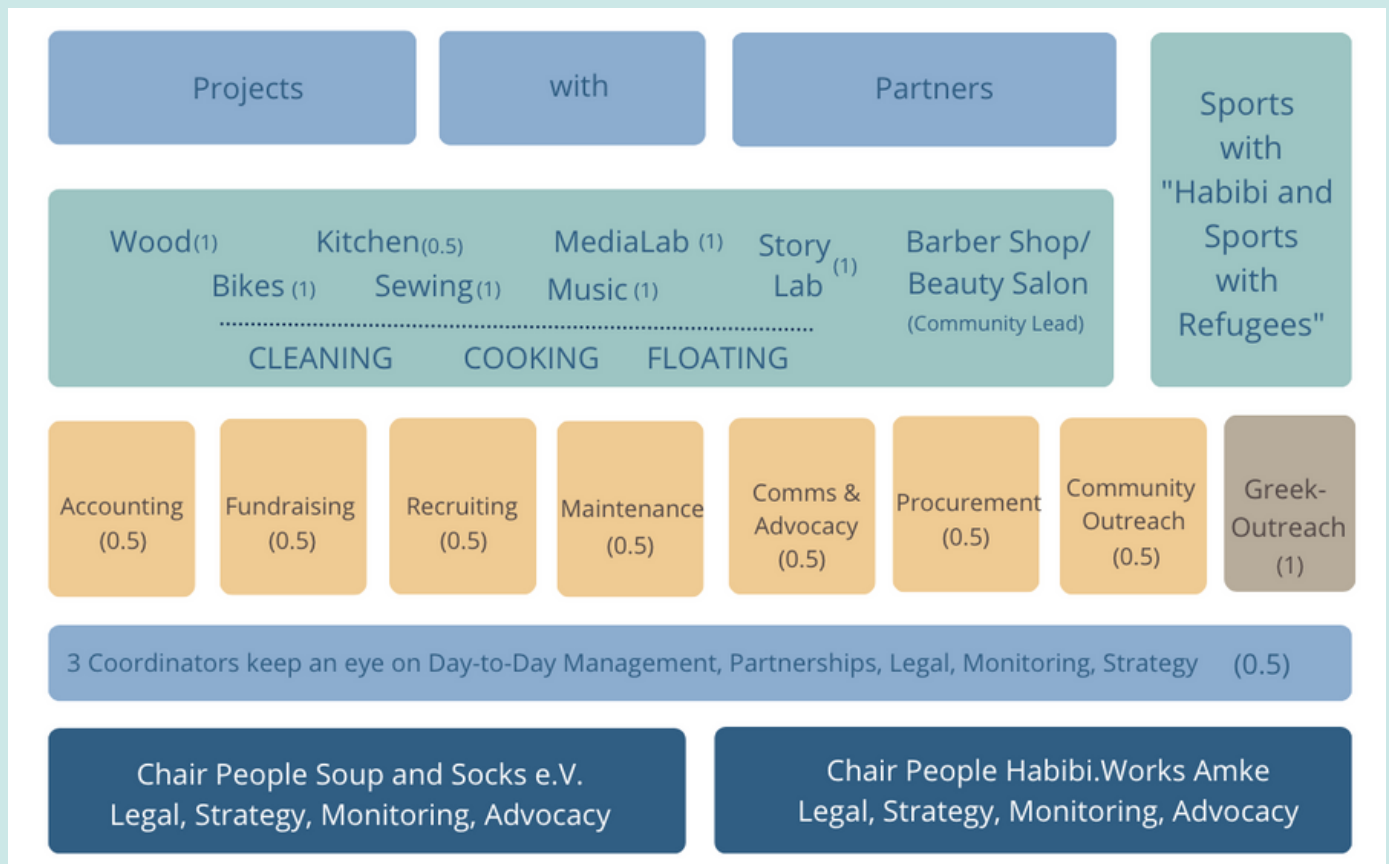 Projects
with
Partners
Sports
with
"Habibi and
Sports
with
Refugees"
Wood(1)
Kitchen(0.5)
MediaLab (1)
Story
Lab
(1)
Bikes (1)
Sewing(1)
Music (1)
Barber Shop/
Beauty Salon
(Community Lead)
CLEANING
COOKING
FLOATING
Accounting
(0.5)
Fundraising
(0.5)
Recruiting
(0.5)
Maintenance
(0.5)
Comms &
Advocacy
(0.5)
Procurement
(0.5)
Community
Outreach
(0.5)
Greek-
Outreach
(1)
3 Coordinators keep an eye on Day-to-Day Management, Partnerships, Legal, Monitoring, Strategy (0.5)
Chair People Soup and Socks e.V.
Legal, Strategy, Monitoring, Advocacy
Chair People Habibi.Works Amke
Legal, Strategy, Monitoring, Advocacy